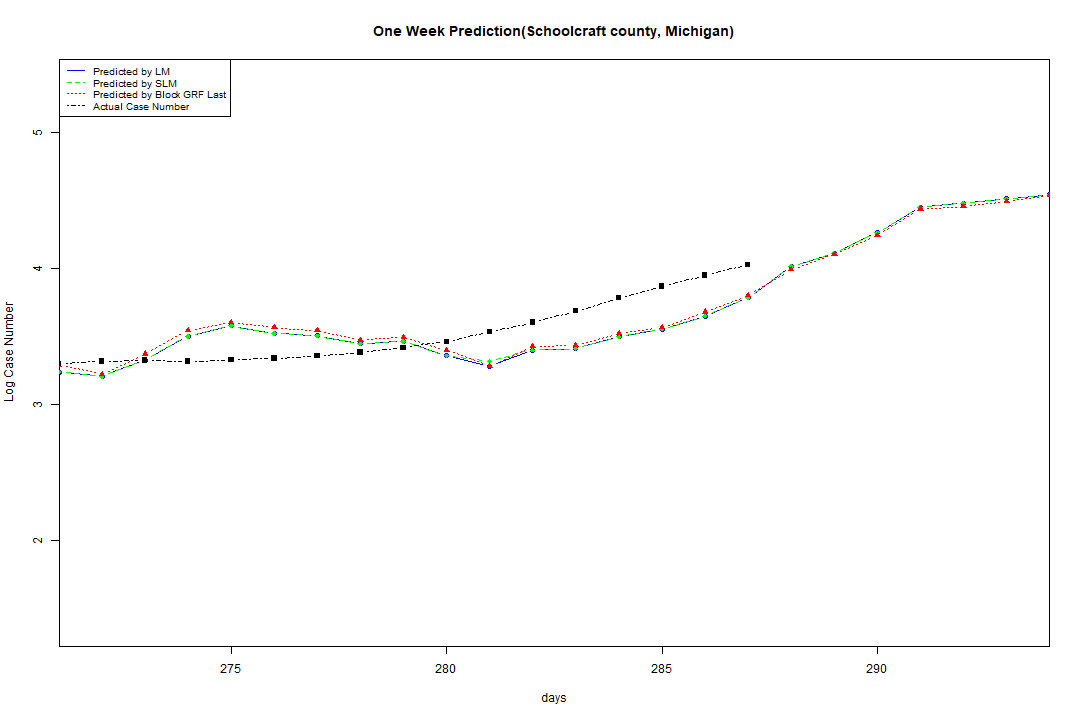 One Week Prediction(Schoolcraft county, Michigan)
Predicted by LM
Predicted by SLM
Predicted by Block GRF Last
Actual Case Number
5
4
3
2
Log Case Number
275 280 285 290
days